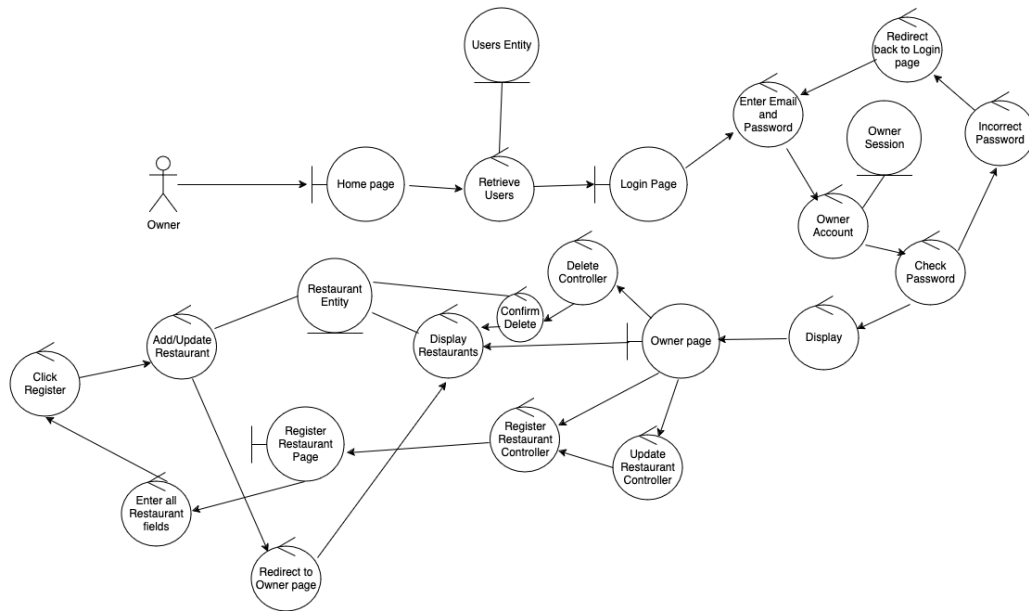 Users Entity
Redirect
back to Login
page
Enter Email
and
Password
Owner
Session
Incorrect
Password
Owner
Home page
Retrieve
Users
Login Page
Owner
Account
Check
Password
Delete
Controller
Restaurant
Entity
Confirm
Delete
Add/Update
Restaurant
Display
Restaurants
Owner page
Display
Click
Register
Register
Restaurant
Page
Register
Restaurant
Controller
Update
Restaurant
Controller
Enter all
Restaurant
fields
Redirect to
Owner page